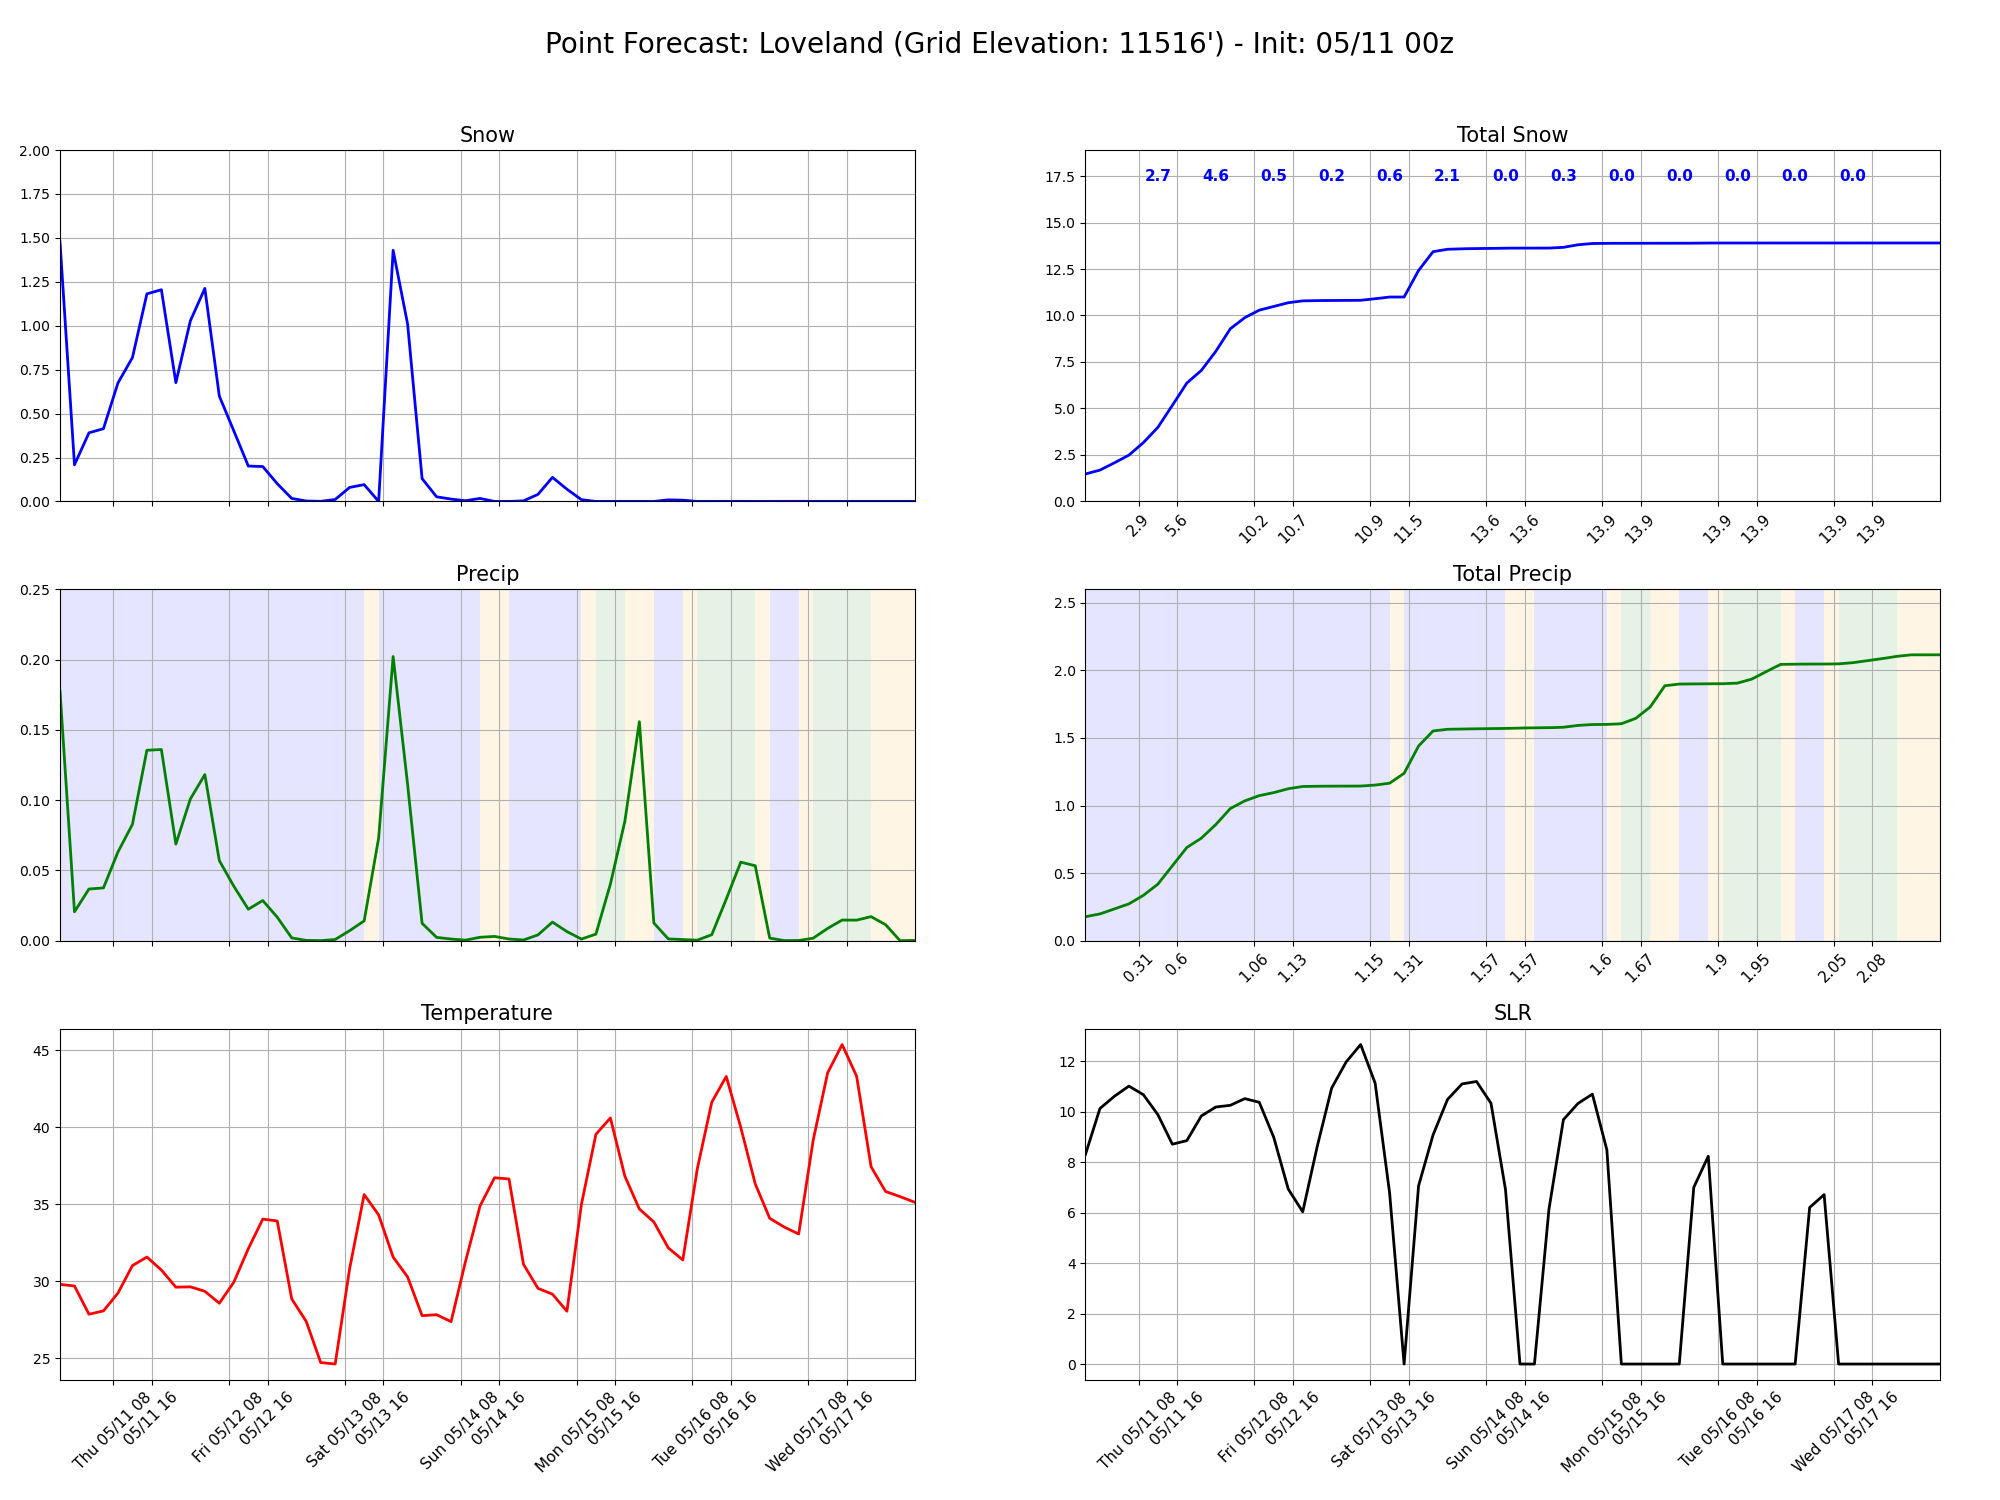 Point Forecast: Loveland (Grid Elevation: 11516') - Init: 05/11 00z
Snow
2.00
1.75
1.50
1.25
1.00
0.75
0.50
0.25
0.00
Total Snow
17.5
15.0
12.5
10.0
7.5
5.0
2.5
0.0
2.7 4.6 0.5 0.2 0.6 2.1 0.0 0.3 0.0 0.0 0.0 0.0 0.0
2.9 5.6 10.2 10.7 10.9 11.5 13.6 13.6 13.9 13.9 13.9 13.9 13.9 13.9
Precip
0.25
0.20
0.15
0.10
0.05
0.00
Total Precip
2.5
2.0
1.5
1.0
0.5
0.0
0.31 0.6 1.06 1.13 1.15 1.31 1.57 1.57 1.6 1.67 1.9 1.95 2.05 2.08
Temperature
45
40
35
30
25
Thu 05/11 08
05/11 16
Fri 05/12 08
05/12 16
Sat 05/13 08
05/13 16
Sun 05/14 08
05/14 16
Mon 05/15 08
05/15 16
Tue 05/16 08
05/16 16
Wed 05/17 08
05/17 16
SLR
12
10
8
6
4
2
0
Thu 05/11 08
05/11 16
Fri 05/12 08
05/12 16
Sat 05/13 08
05/13 16
Sun 05/14 08
05/14 16
Mon 05/15 08
05/15 16
Tue 05/16 08
05/16 16
Wed 05/17 08
05/17 16